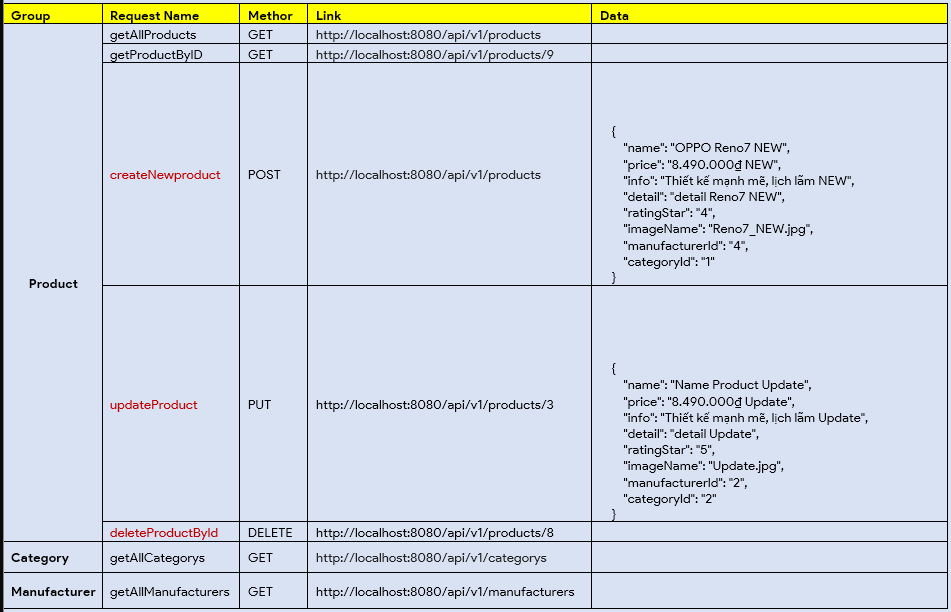 Group Request Name Methor Link Data
getAllProducts GET http://localhost:8080/api/v1/products
getProductByID GET http://localhost:8080/api/v1/products/9
createNewproduct POST http://localhost:8080/api/v1/products
{
"name": "OPPO Reno7 NEW",
"price": "8.490.000₫ NEW",
"info": "Thiết kế mạnh mẽ, lịch lãm NEW",
"detail": "detail Reno7 NEW",
"ratingStar": "4",
"imageName": "Reno7_NEW.jpg",
"manufacturerId": "4",
"categoryId": "1"
}
Product
updateProduct PUT http://localhost:8080/api/v1/products/3
{
"name": "Name Product Update",
"price": "8.490.000₫ Update",
"info": "Thiết kế mạnh mẽ, lịch lãm Update",
"detail": "detail Update",
"ratingStar": "5",
"imageName": "Update.jpg",
"manufacturerId": "2",
"categoryId": "2"
}
deleteProductById DELETE http://localhost:8080/api/v1/products/8
Category getAllCategorys GET http://localhost:8080/api/v1/categorys
Manufacturer getAllManufacturers GET http://localhost:8080/api/v1/manufacturers